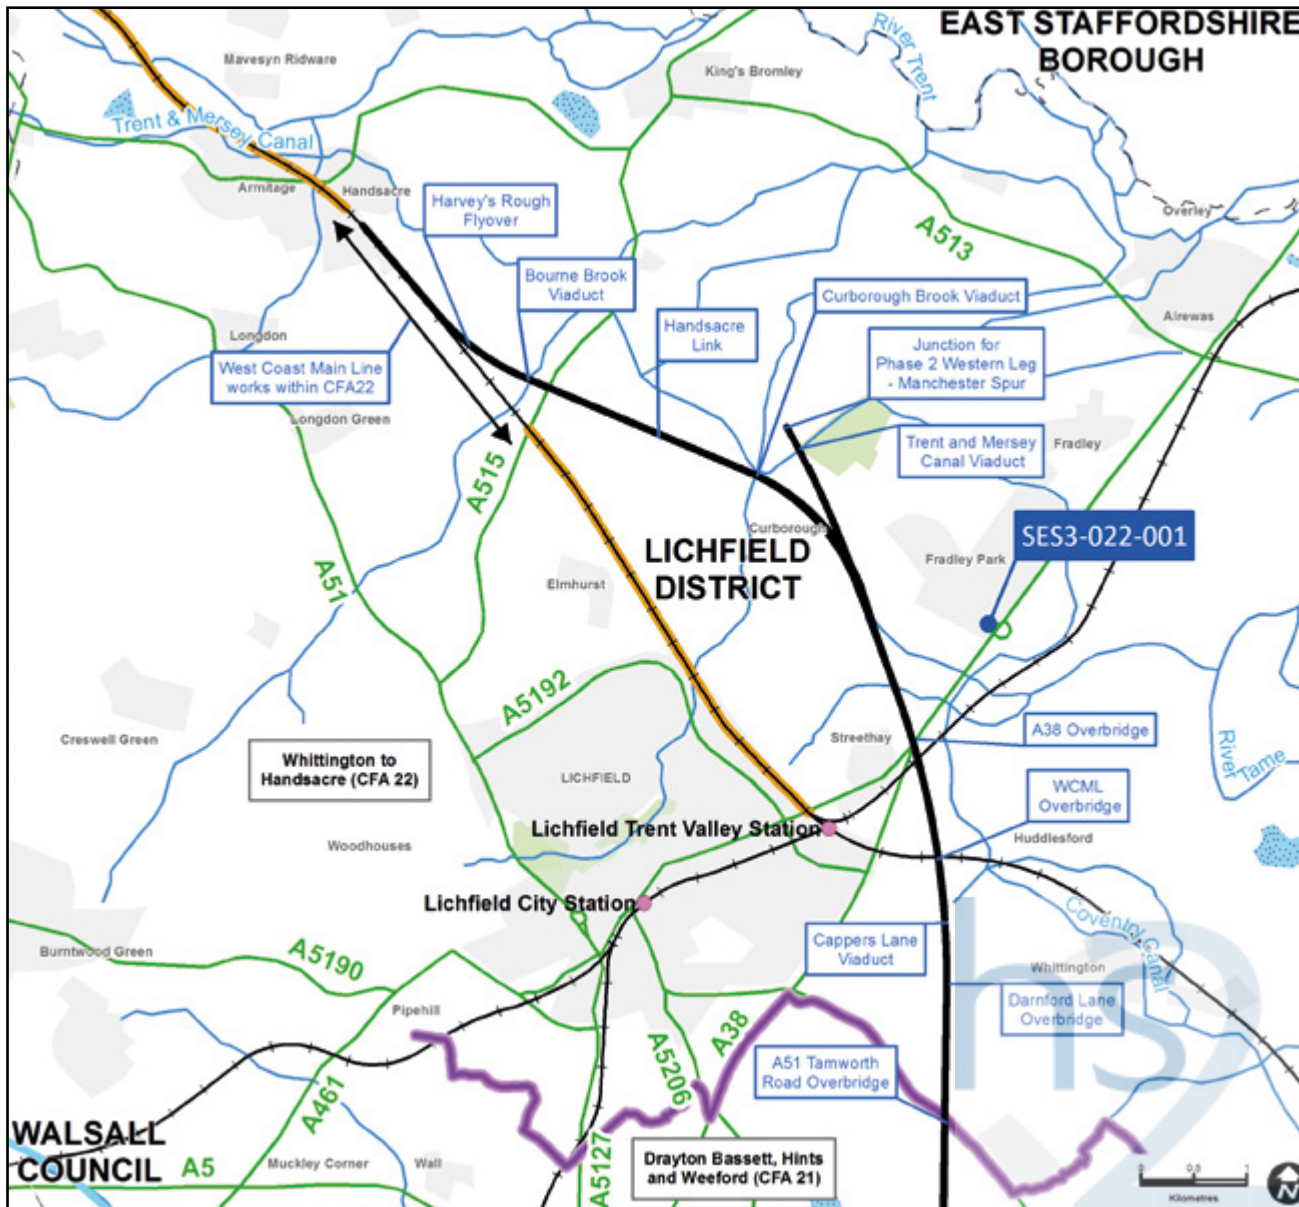 EAST STAFFORDSHIRE
BOROUGH
River Trent
Mavesyn Ridware
King's Bromley
Trent & Mersey Canal
Armitage
Handsacre
Harvey's Rough
Flyover
Overley
A513
Bourne Brook
Viaduct
Curborough Brook Viaduct
Alrewas
Handsacre
Link
Longdon
Junction for
Phase 2 Western Leg
- Manchester Spur
West Coast Main Line
works within CFA22
Longdon Green
Trent and Mersey
Canal Viaduct
Fradley
A515
Curborough
SES3-022-001
LICHFIELD
DISTRICT
Fradley Park
A51
Elmhurst
A5192
Creswell Green
Streethay
A38 Overbridge
River Tame
Whittington to
Handsacre (CFA 22)
LICHFIELD
WCML
Overbridge
Lichfield Trent Valley Station
Huddlesford
Woodhouses
Lichfield City Station
Coventry Canal
Burntwood Green
A5190
Cappers Lane
Viaduct
Whittington
Pipehill
Darnford Lane
Overbridge
hs2
A38
A5206
A51 Tamworth
Road Overbridge
A461
WALSALL
COUNCIL
A5
Muckley Corner
Wall
A5127
Drayton Bassett, Hints
and Weeford (CFA 21)
0 0.5 1
Kilometres
N